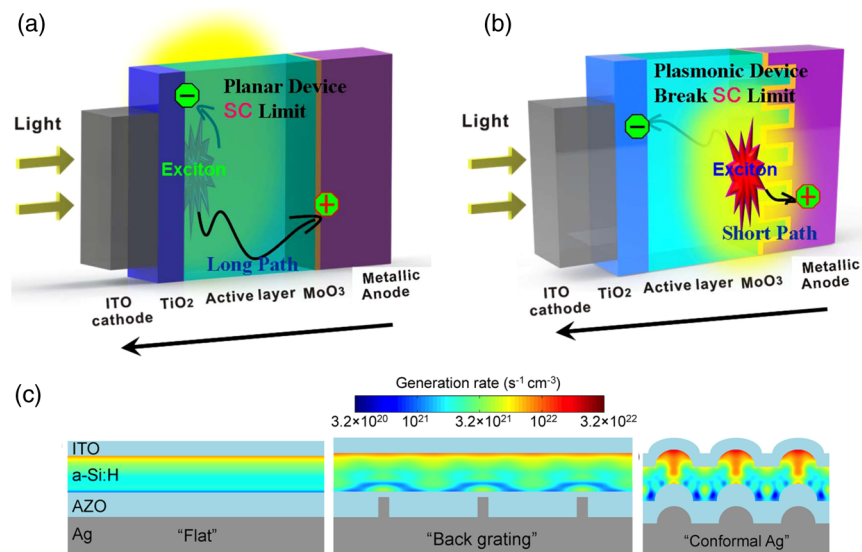 (a)
Planar Device
SC Limit
−
Light
Exciton
+
Long Path
ITO
cathode
TiO₂
Active layer
MoO₃
Metallic
Anode
(b)
Plasmonic Device
Break SC Limit
−
Light
Exciton
+
Short Path
ITO
cathode
TiO₂
Active layer
MoO₃
Metallic
Anode
(c)
Generation rate (s⁻¹ cm⁻³)
3.2×10²⁰ 10²¹ 3.2×10²¹ 10²² 3.2×10²²
ITO
a-Si:H
AZO
Ag
“Flat”
“Back grating”
“Conformal Ag”